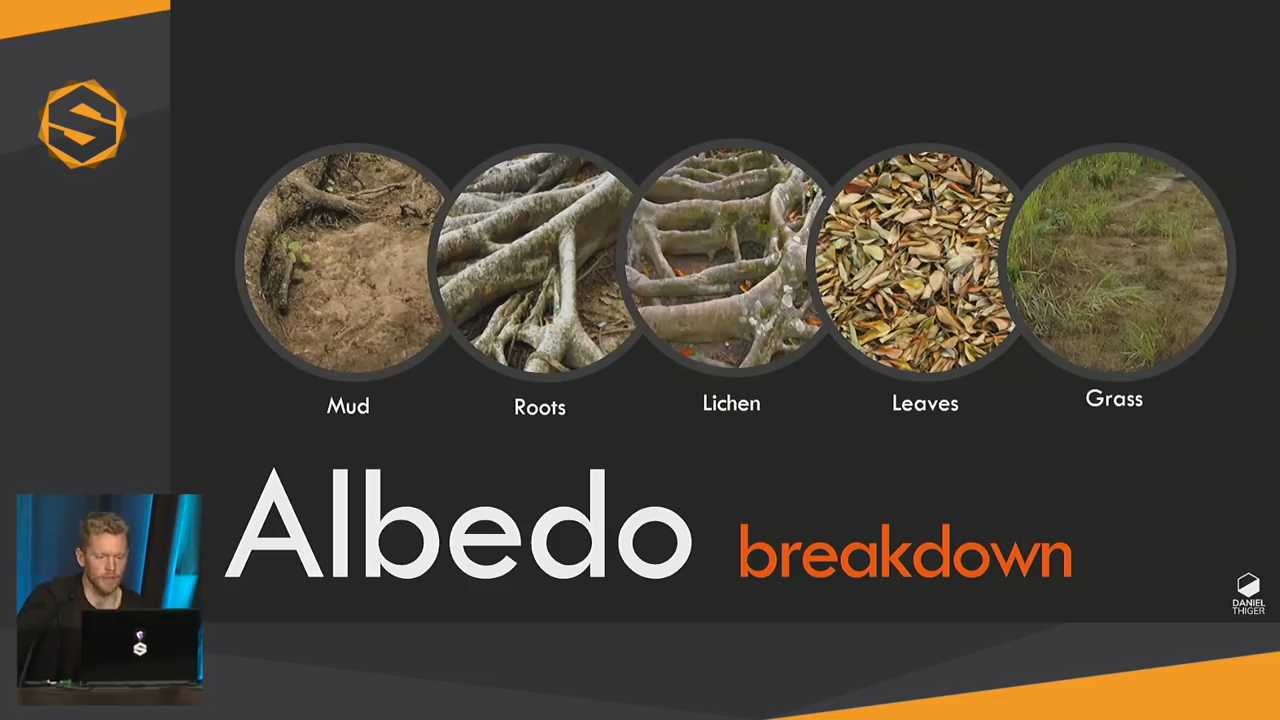 Mud
Roots
Lichen
Leaves
Grass
Albedo breakdown
DANIEL
THIGER